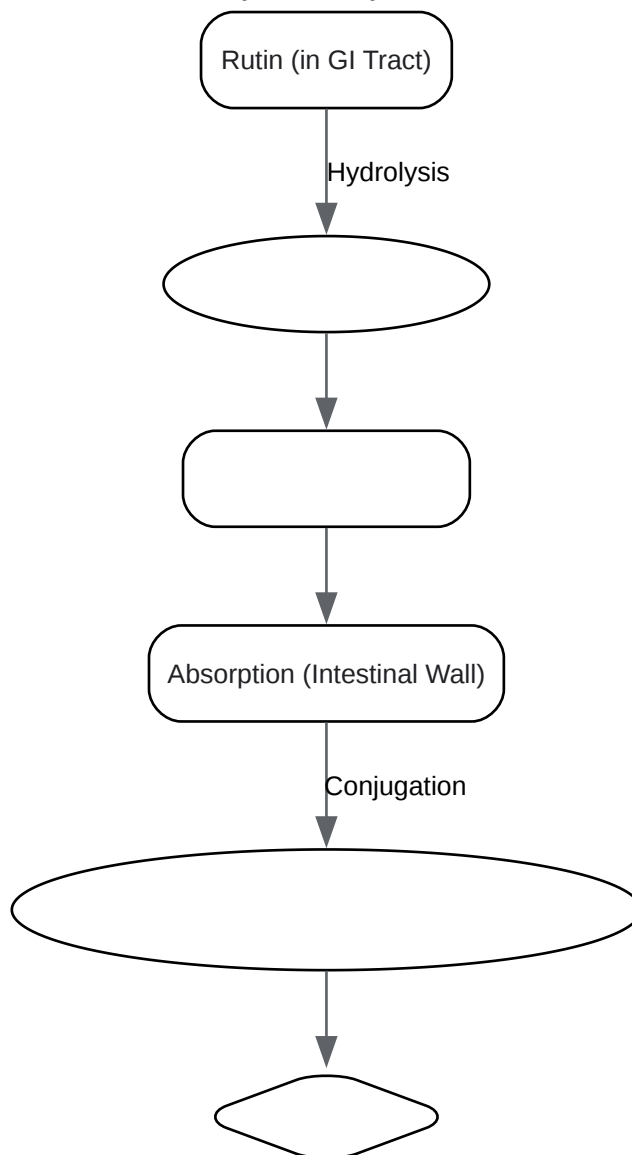 Rutin (in GI Tract)
Hydrolysis
Absorption (Intestinal Wall)
Conjugation